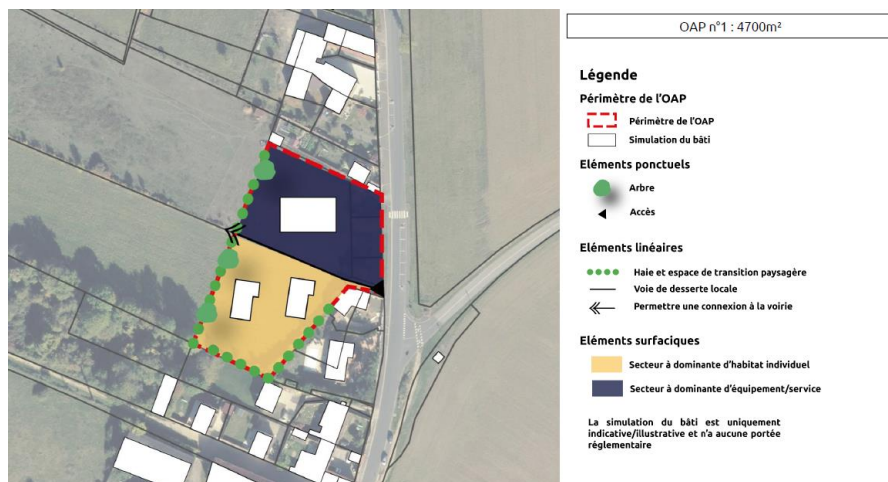 OAP n°1 : 4700m²
Légende
Périmètre de l'OAP
Périmètre de l'OAP
Simulation du bâti
Eléments ponctuels
Arbre
Accès
Eléments linéaires
Haie et espace de transition paysagère
Voie de desserte locale
Permettre une connexion à la voirie
Eléments surfaciques
Secteur à dominante d'habitat individuel
Secteur à dominante d'équipement/service
La simulation du bâti est uniquement
indicative/illustrative et n'a aucune portée
réglementaire